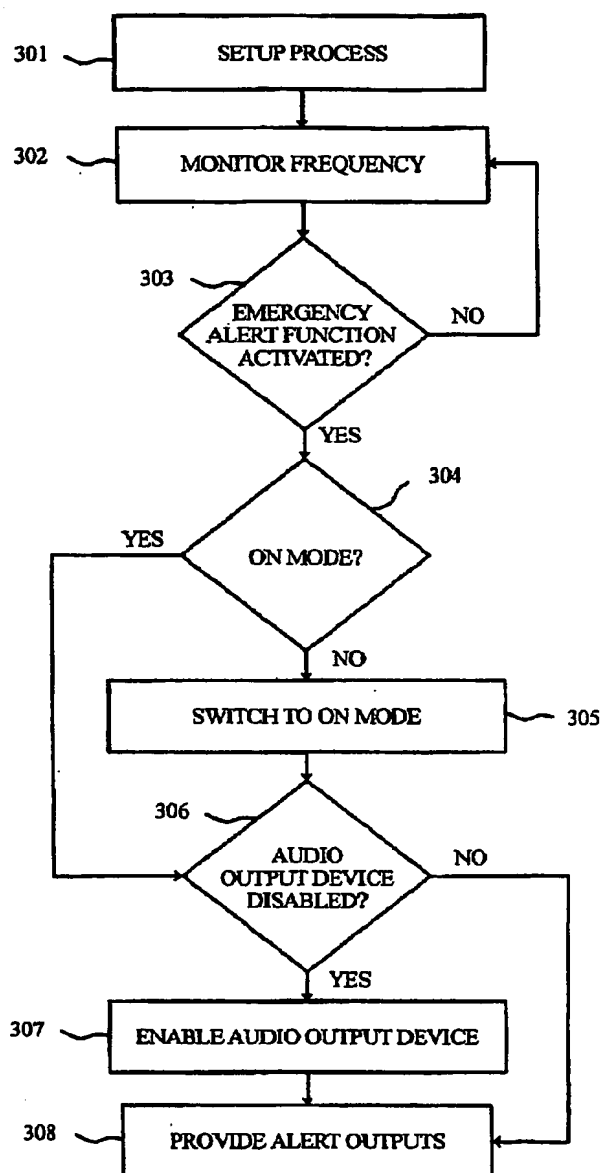 301
SETUP PROCESS
302
MONITOR FREQUENCY
303
EMERGENCY
ALERT FUNCTION
ACTIVATED?
NO
YES
304
YES
ON MODE?
NO
SWITCH TO ON MODE
305
306
AUDIO
OUTPUT DEVICE
DISABLED?
NO
YES
307
ENABLE AUDIO OUTPUT DEVICE
308
PROVIDE ALERT OUTPUTS